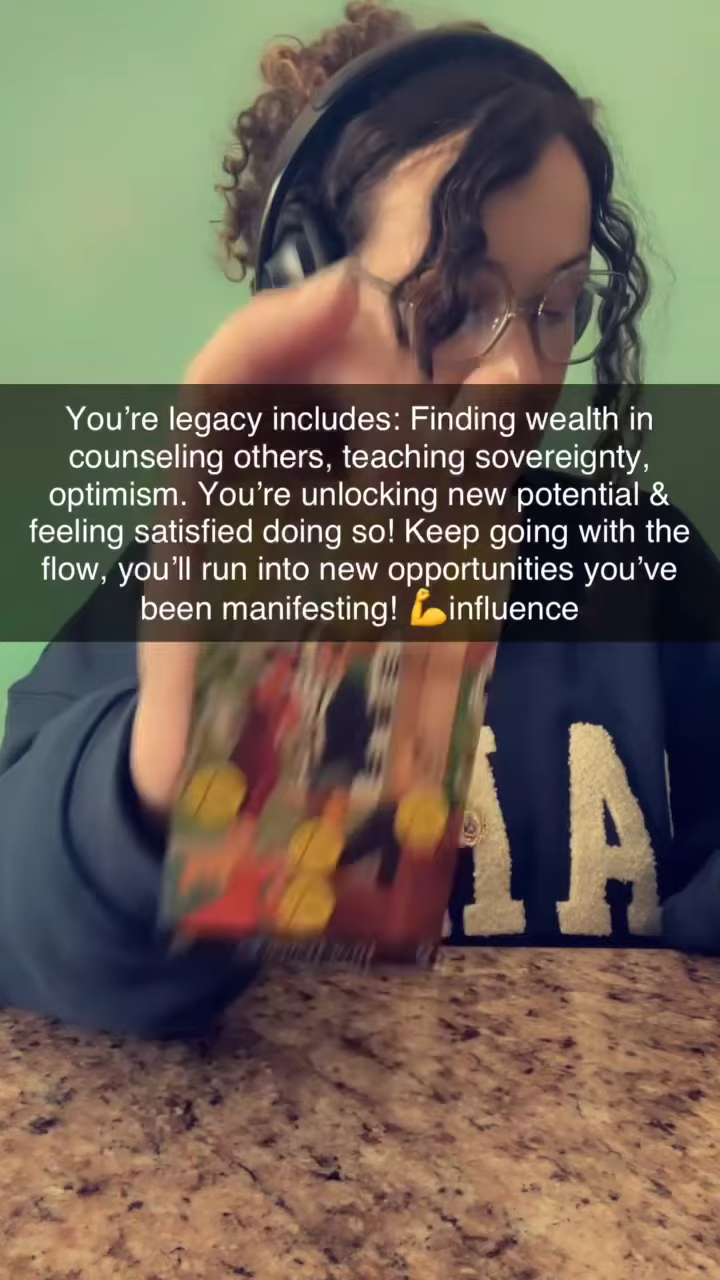 You’re legacy includes: Finding wealth in
counseling others, teaching sovereignty,
optimism. You’re unlocking new potential &
feeling satisfied doing so! Keep going with the
flow, you’ll run into new opportunities you’ve
been manifesting! 💪influence
IA